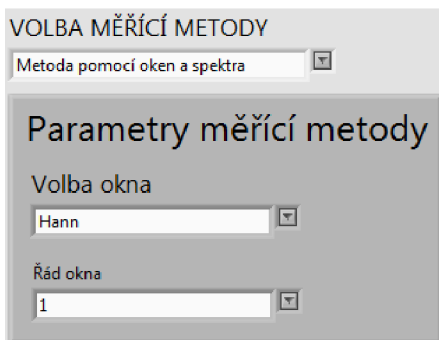 VOLBA MĚŘÍCÍ METODY
Metoda pomocí oken a spektra
Parametry měřící metody
Volba okna
Hann
Řád okna
1